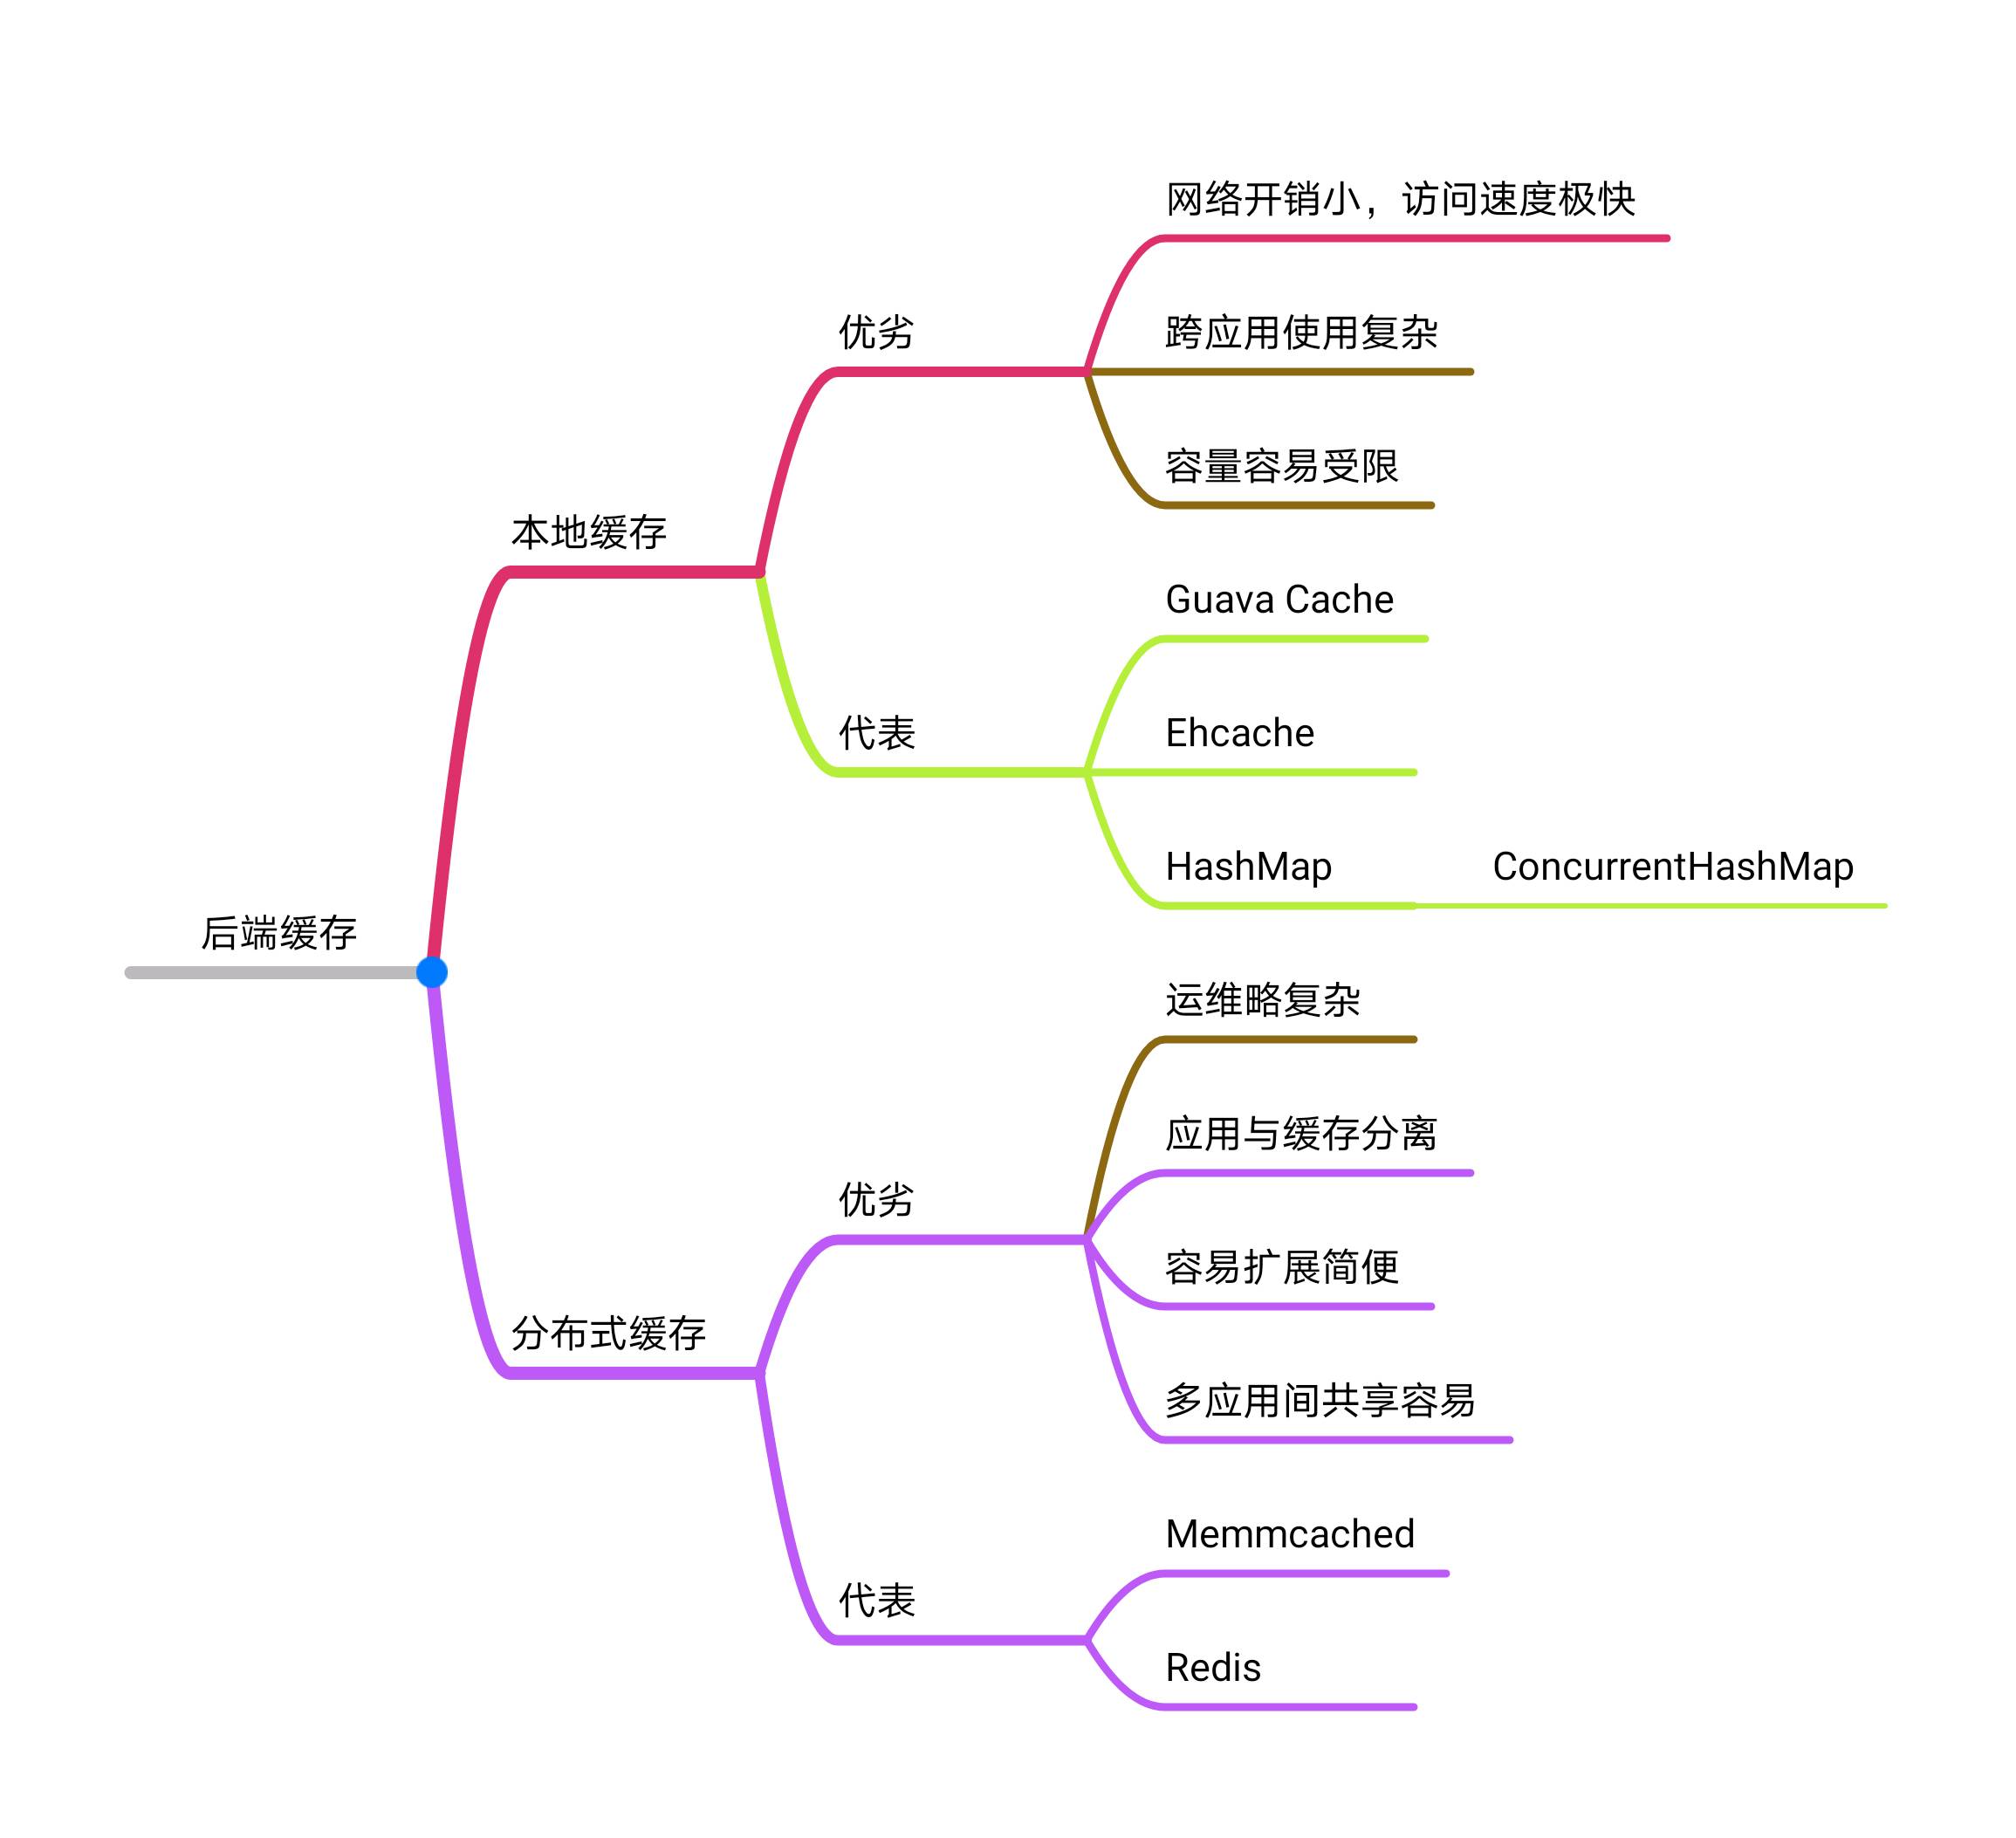 后端缓存
本地缓存
优劣
网络开销小，访问速度极快
跨应用使用复杂
容量容易受限
代表
Guava Cache
Ehcache
HashMap
ConcurrentHashMap
分布式缓存
优劣
运维略复杂
应用与缓存分离
容易扩展简便
多应用间共享容易
代表
Memmcached
Redis